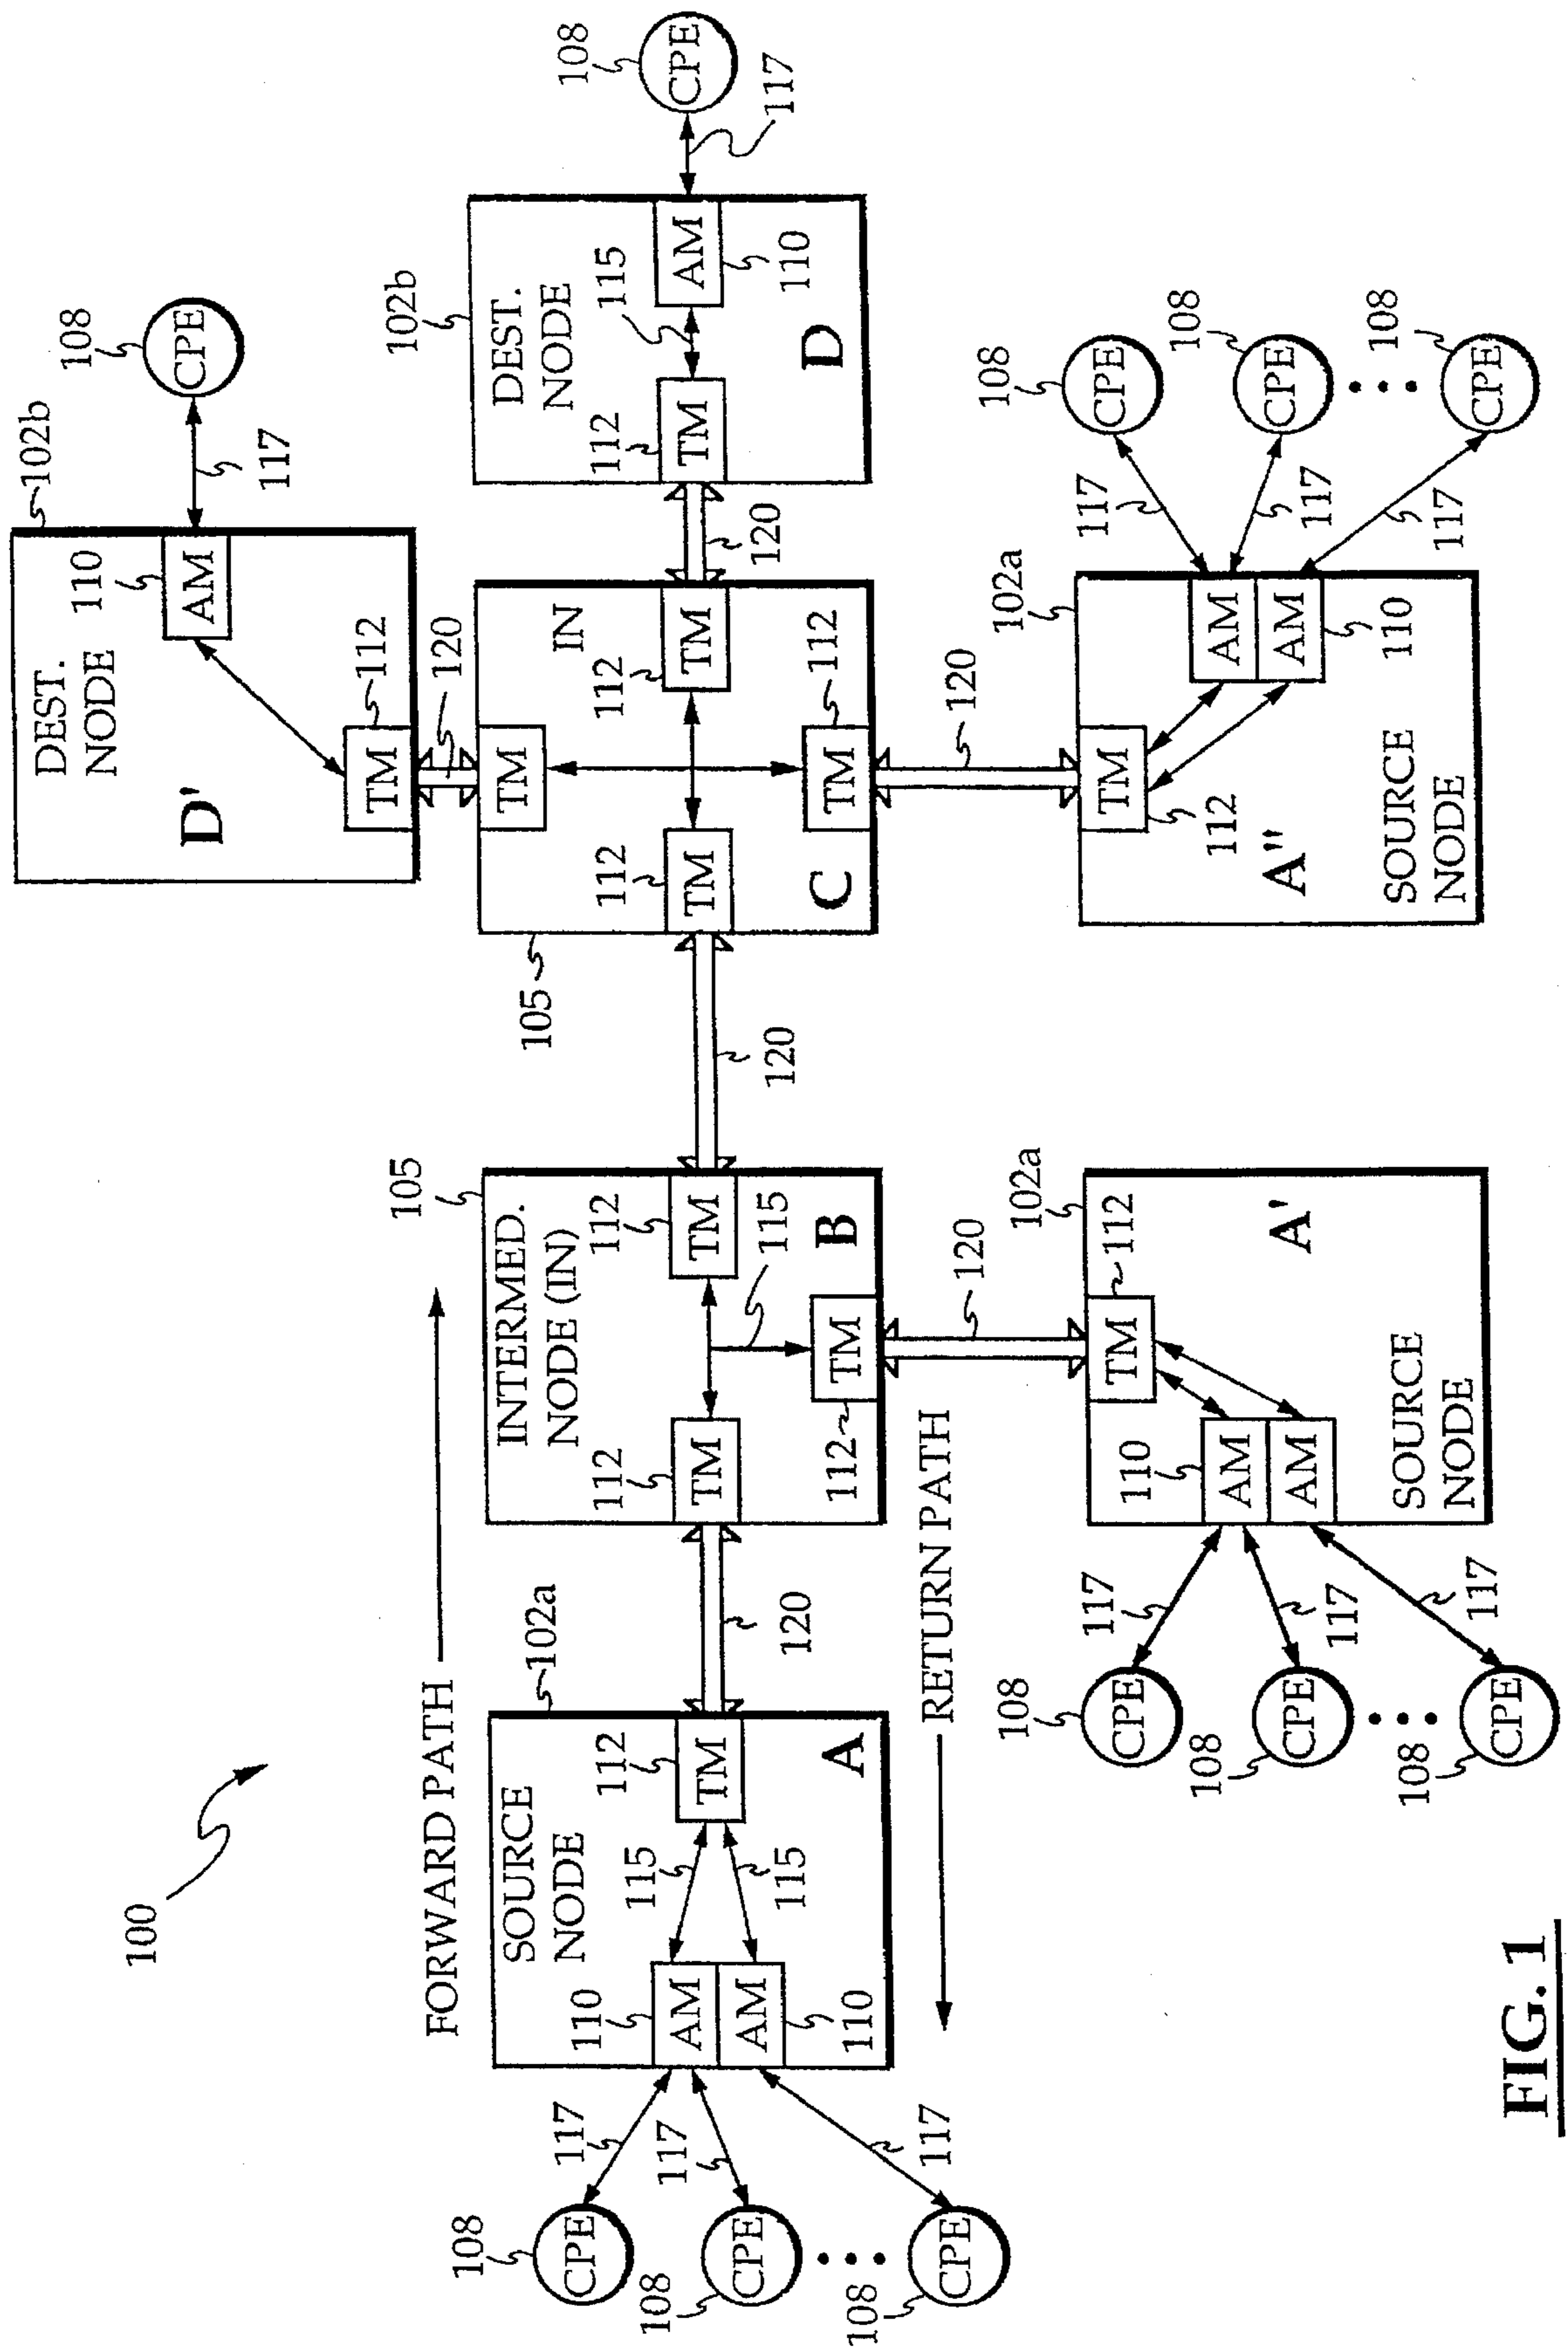 100
FORWARD PATH
RETURN PATH
108
CPE
108
CPE
108
CPE
117
117
117
102a
SOURCE
NODE
110
AM
AM
110
115
115
112
TM
A
120
105
INTERMED.
NODE (IN)
112
TM
112
TM
115
112
TM
B
120
120
102a
112
TM
A'
110
AM
AM
SOURCE
NODE
117
117
117
108
CPE
108
CPE
108
CPE
105
IN
TM
112
TM
112
TM
112
TM
C
120
102b
DEST.
NODE
D'
110
AM
112
TM
117
108
CPE
120
102b
DEST.
NODE
112
TM
115
AM
110
D
117
108
CPE
120
102a
TM
112
AM
AM
110
A"
SOURCE
NODE
117
117
117
108
CPE
108
CPE
108
CPE
FIG. 1